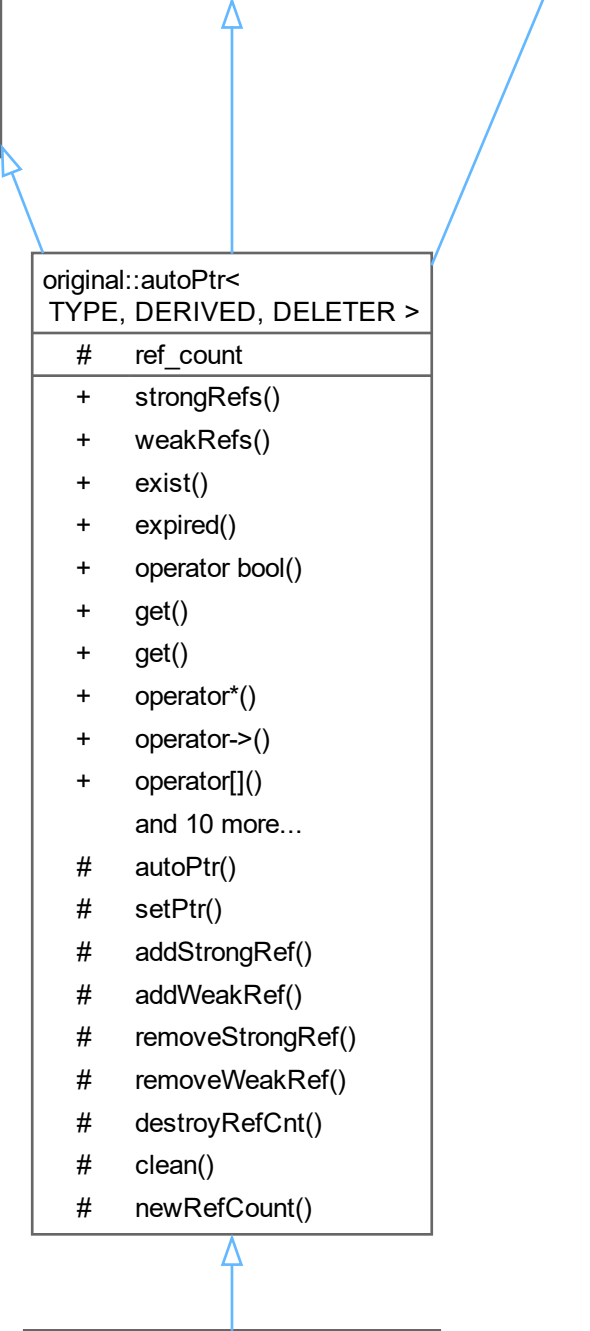 original::autoPtr<
TYPE, DERIVED, DELETER >
# ref_count
+ strongRefs()
+ weakRefs()
+ exist()
+ expired()
+ operator bool()
+ get()
+ get()
+ operator*()
+ operator->()
+ operator[]()
and 10 more...
# autoPtr()
# setPtr()
# addStrongRef()
# addWeakRef()
# removeStrongRef()
# removeWeakRef()
# destroyRefCnt()
# clean()
# newRefCount()